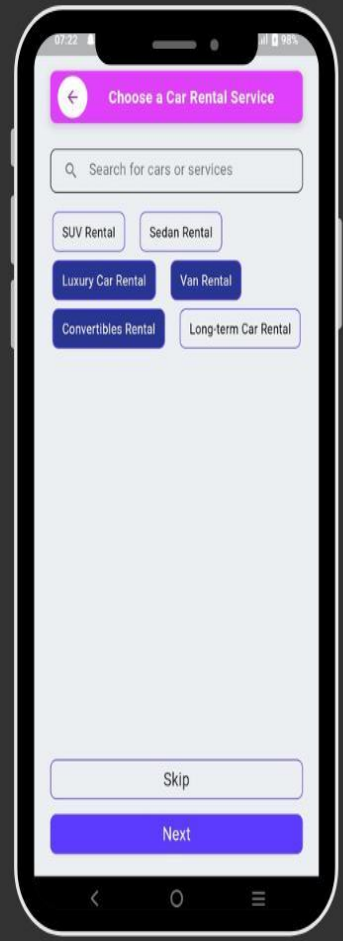 07:22 98%
Choose a Car Rental Service
Search for cars or services
SUV Rental Sedan Rental
Luxury Car Rental Van Rental
Convertibles Rental Long-term Car Rental
Skip
Next